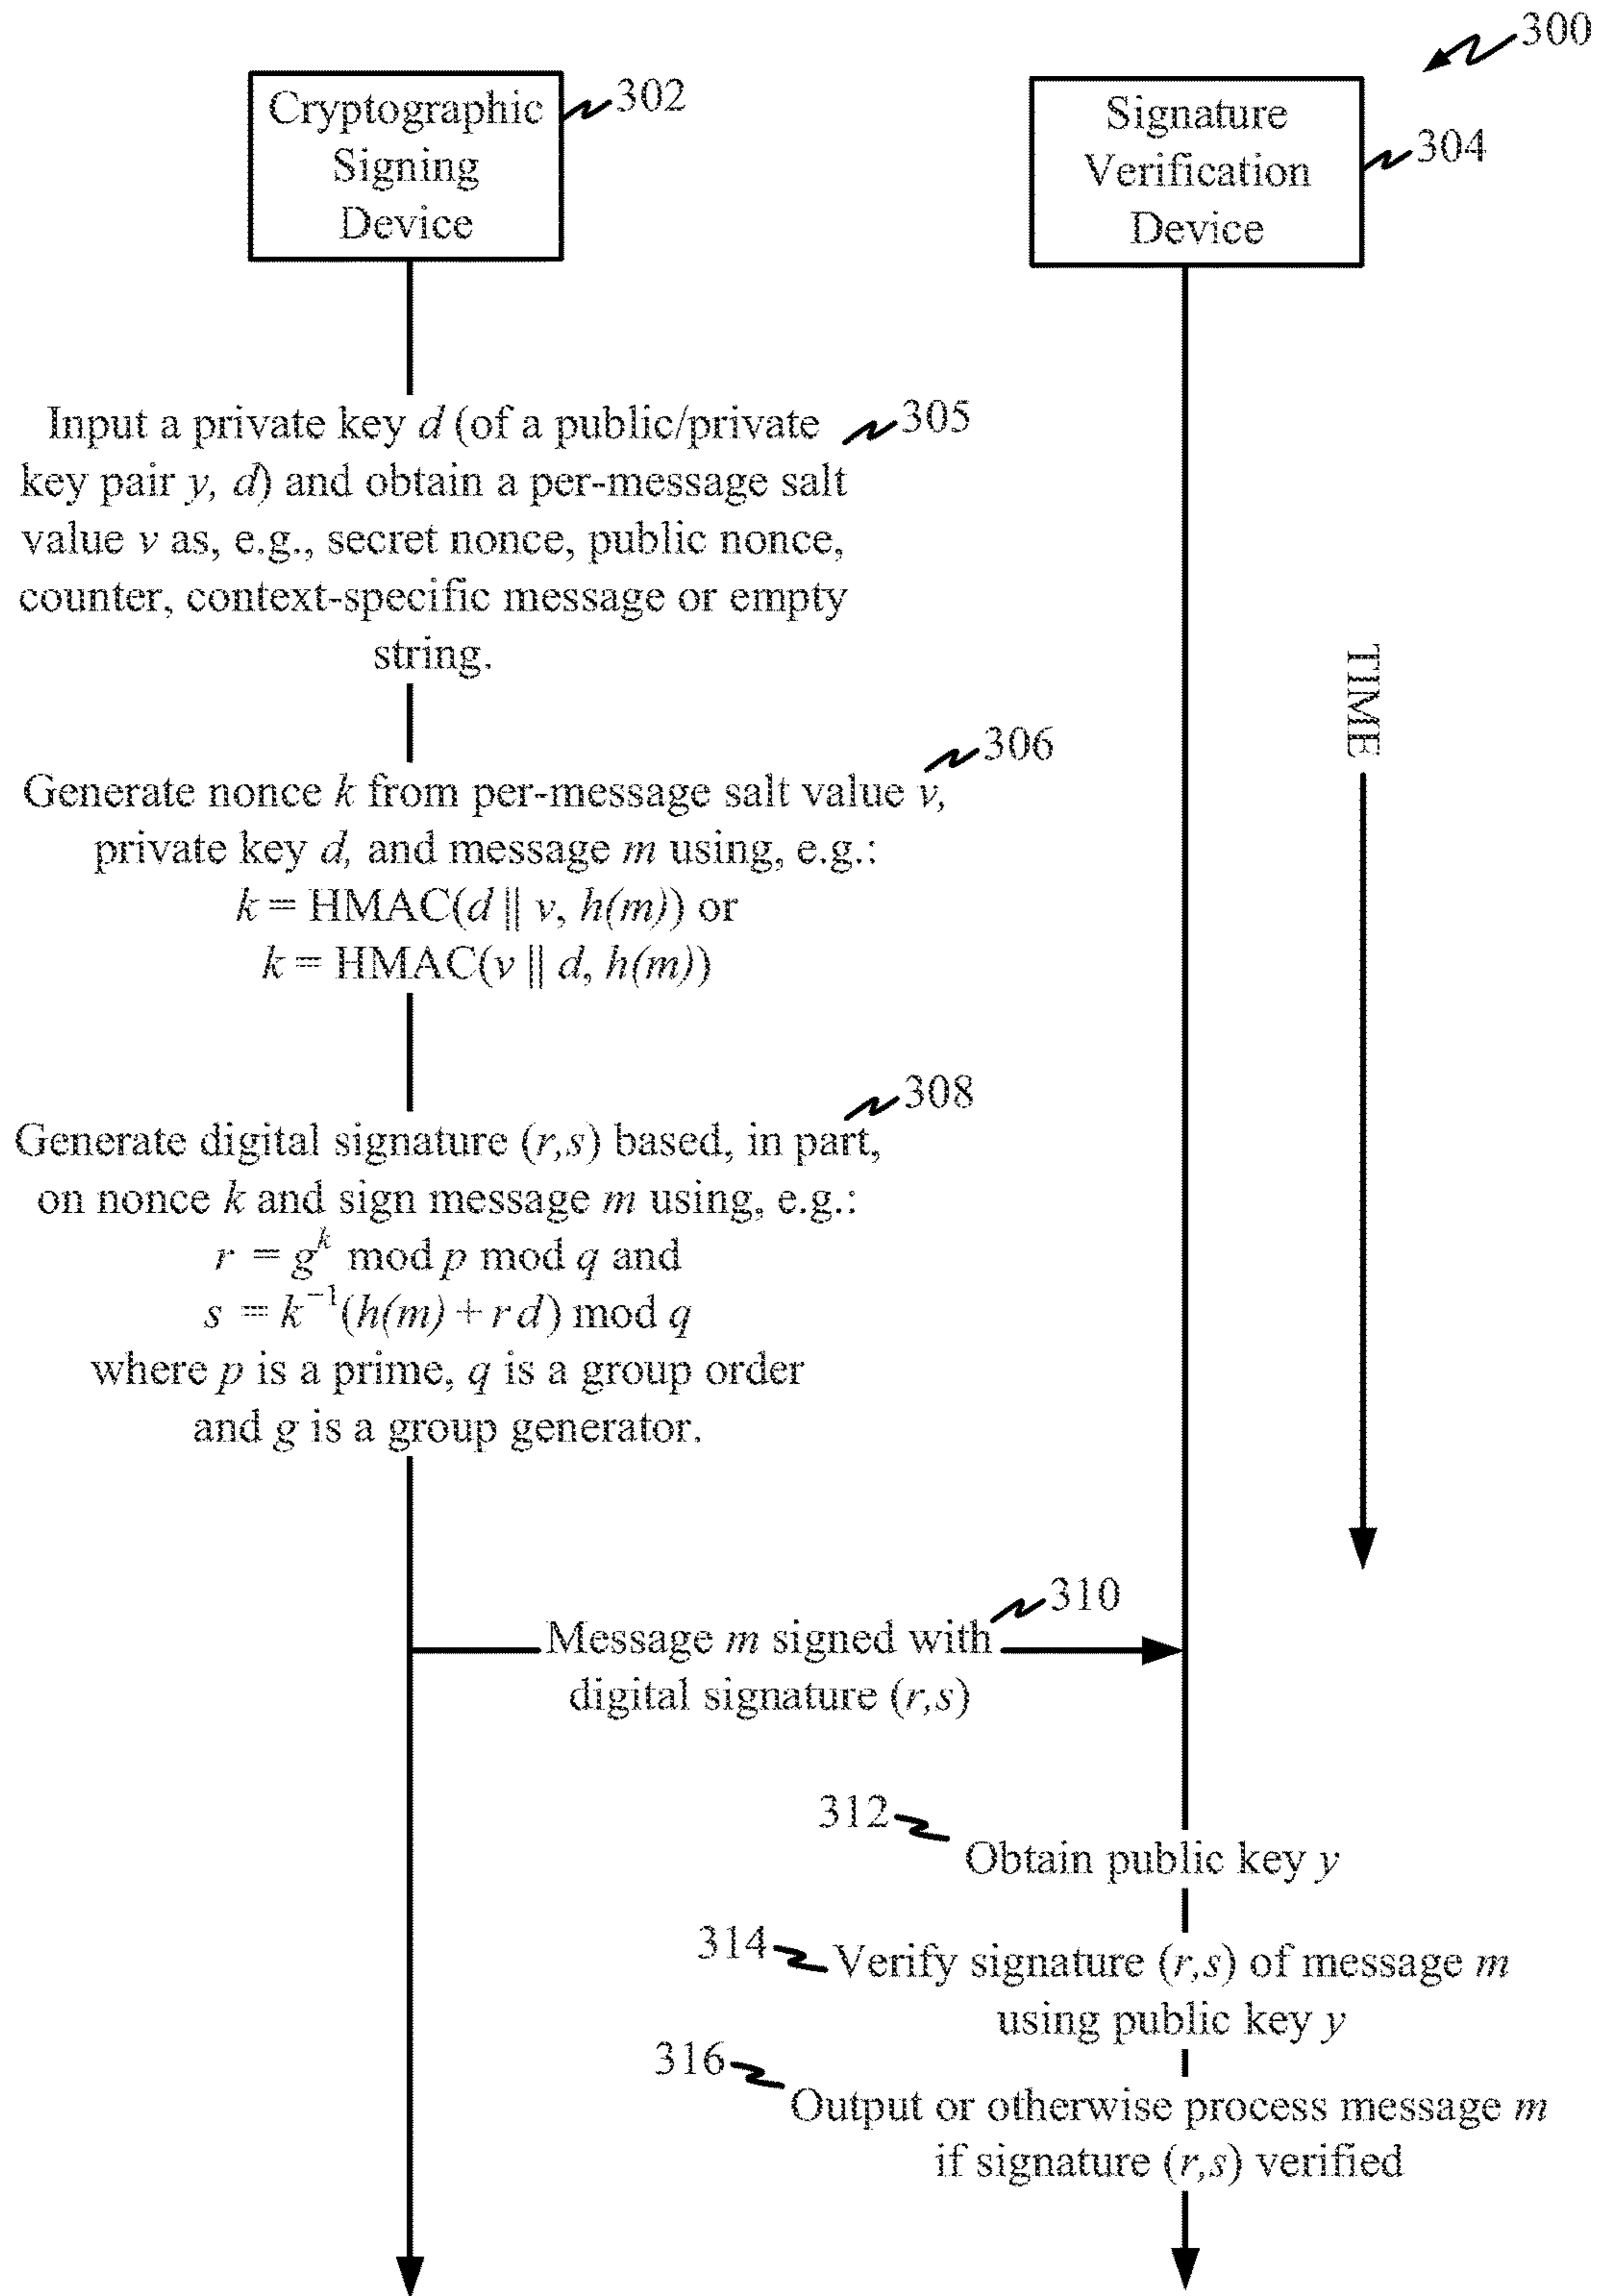 300
Cryptographic
Signing
Device
302
Signature
Verification
Device
304
Input a private key d (of a public/private
305
key pair y, d) and obtain a per-message salt
value v as, e.g., secret nonce, public nonce,
counter, context-specific message or empty
string.
TIME
306
Generate nonce k from per-message salt value v,
private key d, and message m using, e.g.:
k = HMAC(d || v, h(m)) or
k = HMAC(v || d, h(m))
308
Generate digital signature (r,s) based, in part,
on nonce k and sign message m using, e.g.:
r = g^k mod p mod q and
s = k^−1(h(m) + r d) mod q
where p is a prime, q is a group order
and g is a group generator.
310
Message m signed with
digital signature (r,s)
312
Obtain public key y
314
Verify signature (r,s) of message m
using public key y
316
Output or otherwise process message m
if signature (r,s) verified